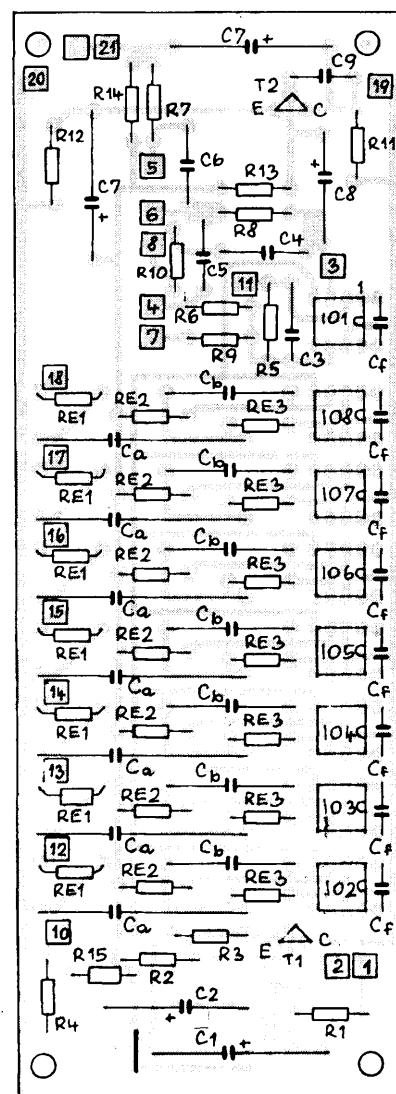 21 C7 +
20 T2 C9 19
R14 R7 E C
R12 R11
5 C6 +
C7 R13 C8
+ 6 R8
8 C4
R10 C5 3
11 1
4 R6 101
7 R9 R5 C3 Cf
18 Cb
RE1 RE2 RE3 108
Ca Cf
17 Cb
RE1 RE2 RE3 107
Ca Cf
16 Cb
RE1 RE2 RE3 106
Ca Cf
15 Cb
RE1 RE2 RE3 105
Ca Cf
14 Cb
RE1 RE2 RE3 104
Ca Cf
13 Cb
RE1 RE2 RE3 103
Ca Cf
12 Cb
RE1 RE2 RE3 102
Ca Cf
10 R3 E C
R15 R2 T1 2 1
R4 C2
+ R1
C1
+